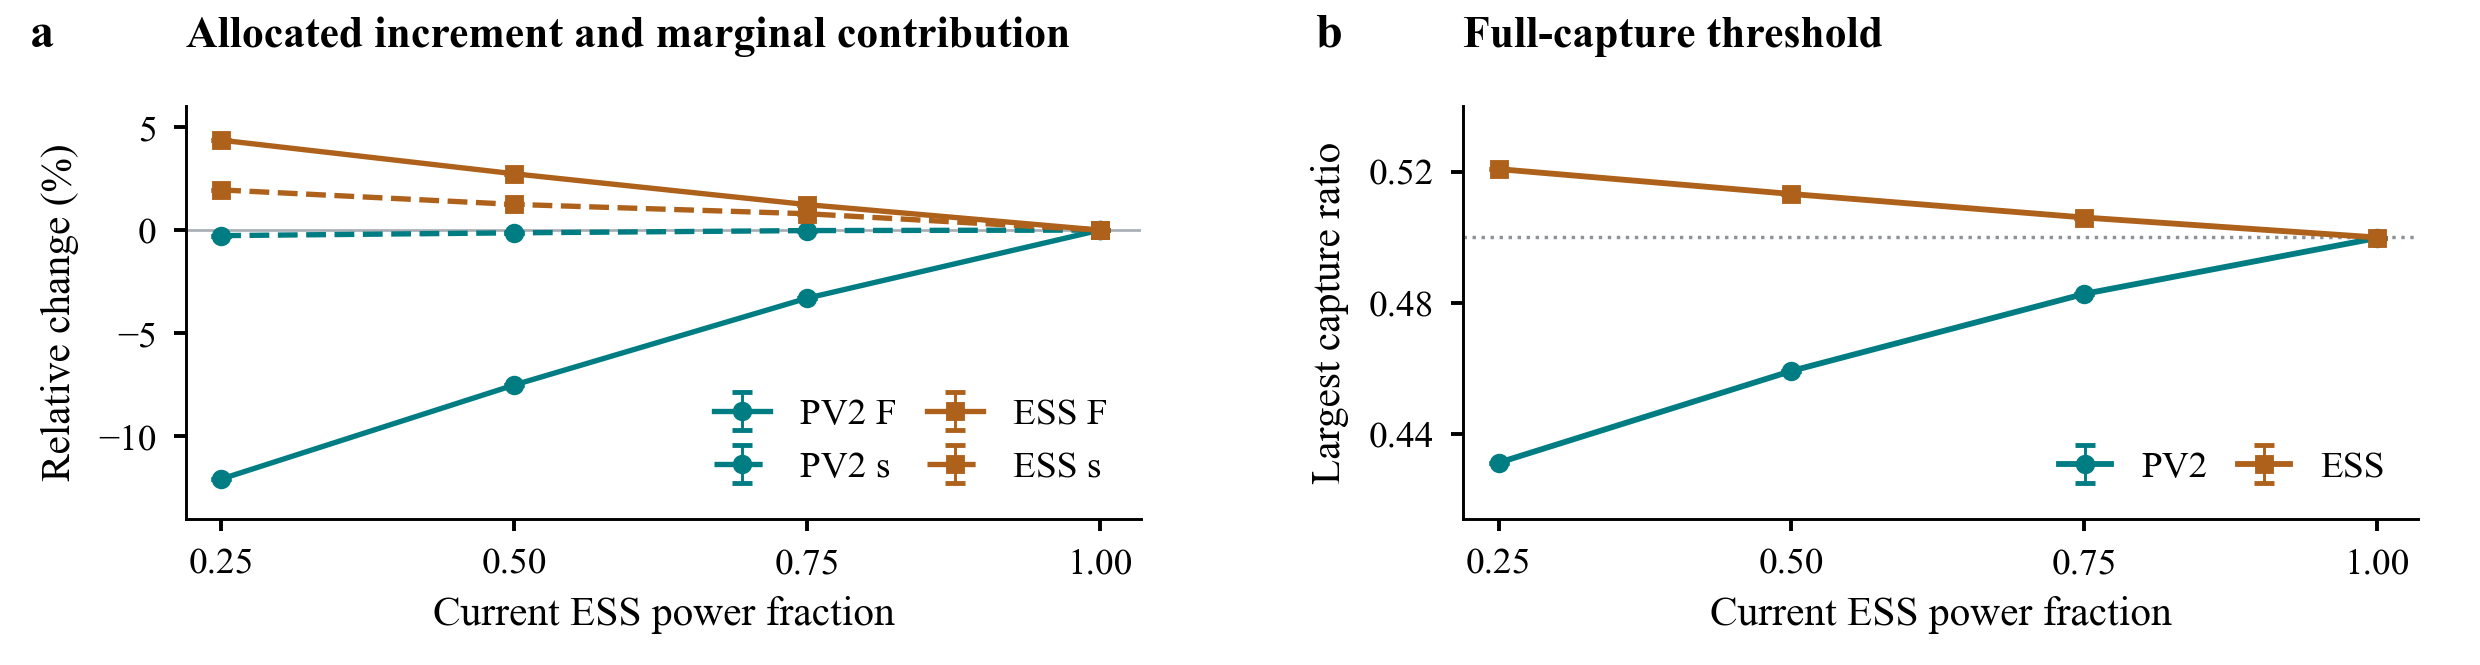 a Allocated increment and marginal contribution
Relative change (%)
5
0
−5
−10
PV2 F ESS F
PV2 s ESS s
0.25 0.50 0.75 1.00
Current ESS power fraction
b Full-capture threshold
Largest capture ratio
0.52
0.48
0.44
PV2 ESS
0.25 0.50 0.75 1.00
Current ESS power fraction